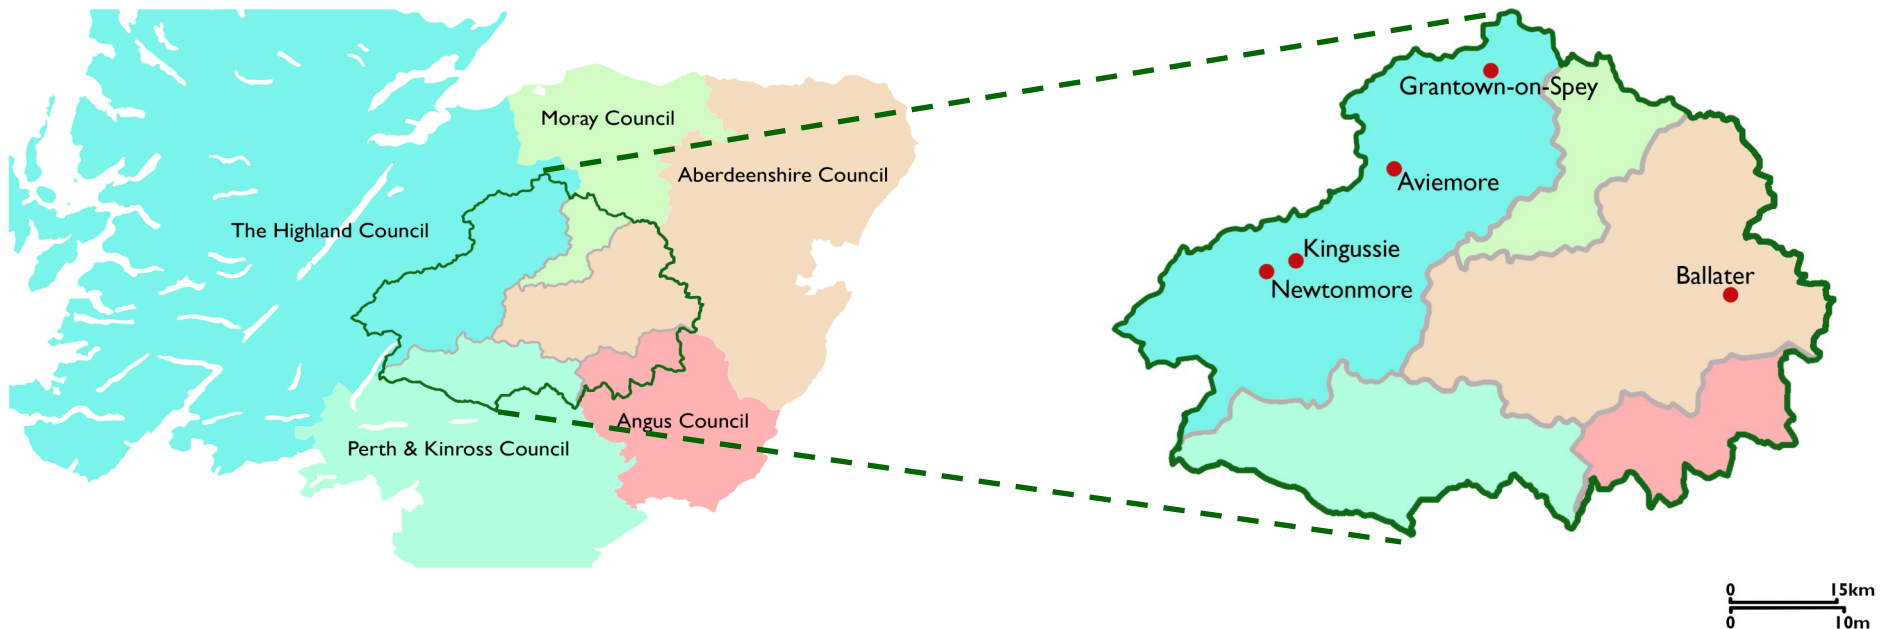 Moray Council
Aberdeenshire Council
The Highland Council
Angus Council
Perth & Kinross Council
Grantown-on-Spey
Aviemore
Kingussie
Newtonmore
Ballater
0 15km
0 10m